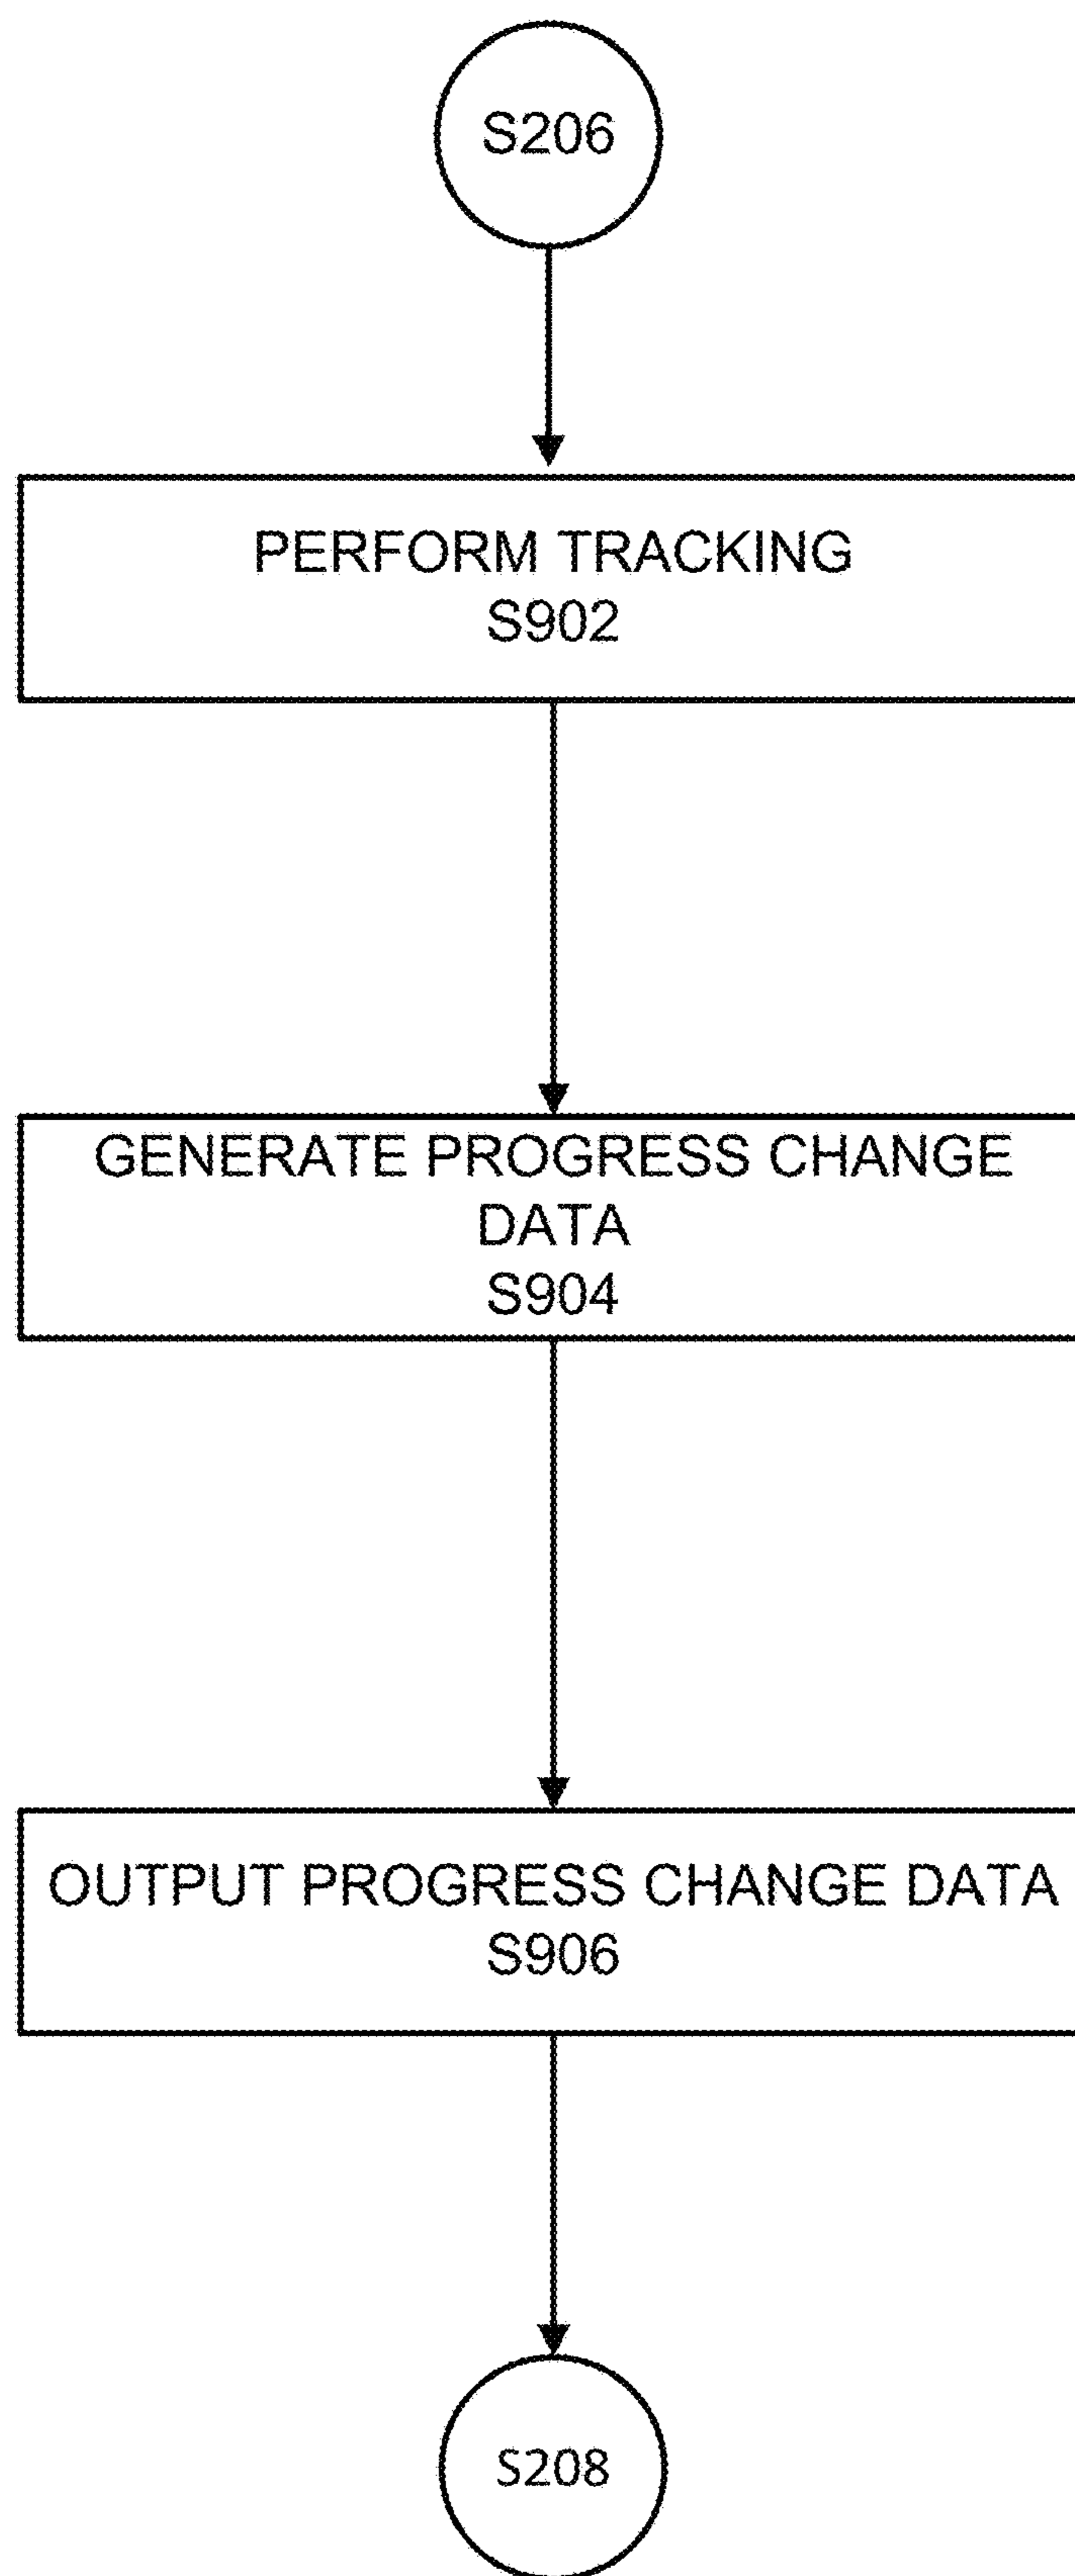 S206
PERFORM TRACKING
S902
GENERATE PROGRESS CHANGE
DATA
S904
OUTPUT PROGRESS CHANGE DATA
S906
S208